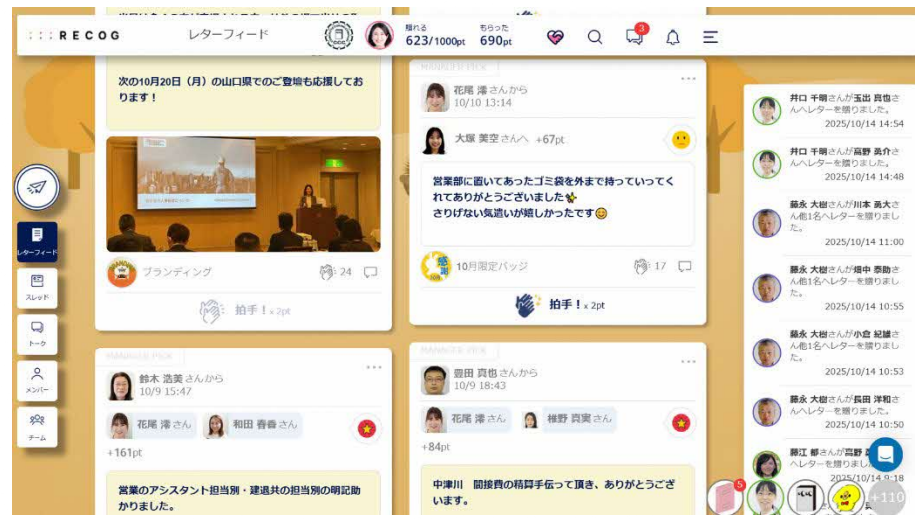 :::RECOG
レターフィード
贈れる
623/1000pt
もらった
690pt
3
次の10月20日（月）の山口県でのご登壇も応援してお
ります！
ブランディング
24
拍手！x 2pt
MANAGER PICK
花尾 澪さんから
10/10 13:14
大塚 美空さんへ +67pt
営業部に置いてあったゴミ袋を外まで持っていってく
れてありがとうございました
さりげない気遣いが嬉しかったです😊
感謝
10月限定バッジ
17
拍手！x 2pt
MANAGER PICK
鈴木 浩美さんから
10/9 15:47
花尾 澪さん 和田 春香さん
+161pt
営業のアシスタント担当別・建退共の担当別の明記助
かりました。
MANAGER PICK
豊田 真也さんから
10/9 18:43
花尾 澪さん 椎野 真実さん
+84pt
中津川　間接費の精算手伝って頂き、ありがとうござ
います。
レターフィード
スレッド
トーク
メンバー
チーム
井口 千明さんが玉出 真也さ
んへレターを贈りました。
2025/10/14 14:54
井口 千明さんが高野 英介さ
んへレターを贈りました。
2025/10/14 14:48
藤永 大樹さんが川本 勇大さ
ん他1名へレターを贈りまし
た。
2025/10/14 11:00
藤永 大樹さんが畑中 泰助さ
んへレターを贈りました。
2025/10/14 10:55
藤永 大樹さんが小倉 紀雄さ
ん他1名へレターを贈りまし
た。
2025/10/14 10:53
藤永 大樹さんが長田 洋和さ
んへレターを贈りました。
2025/10/14 10:50
藤江 郁さんが高野
へレターを贈りまし
2025/10/14 9:18
5
+110